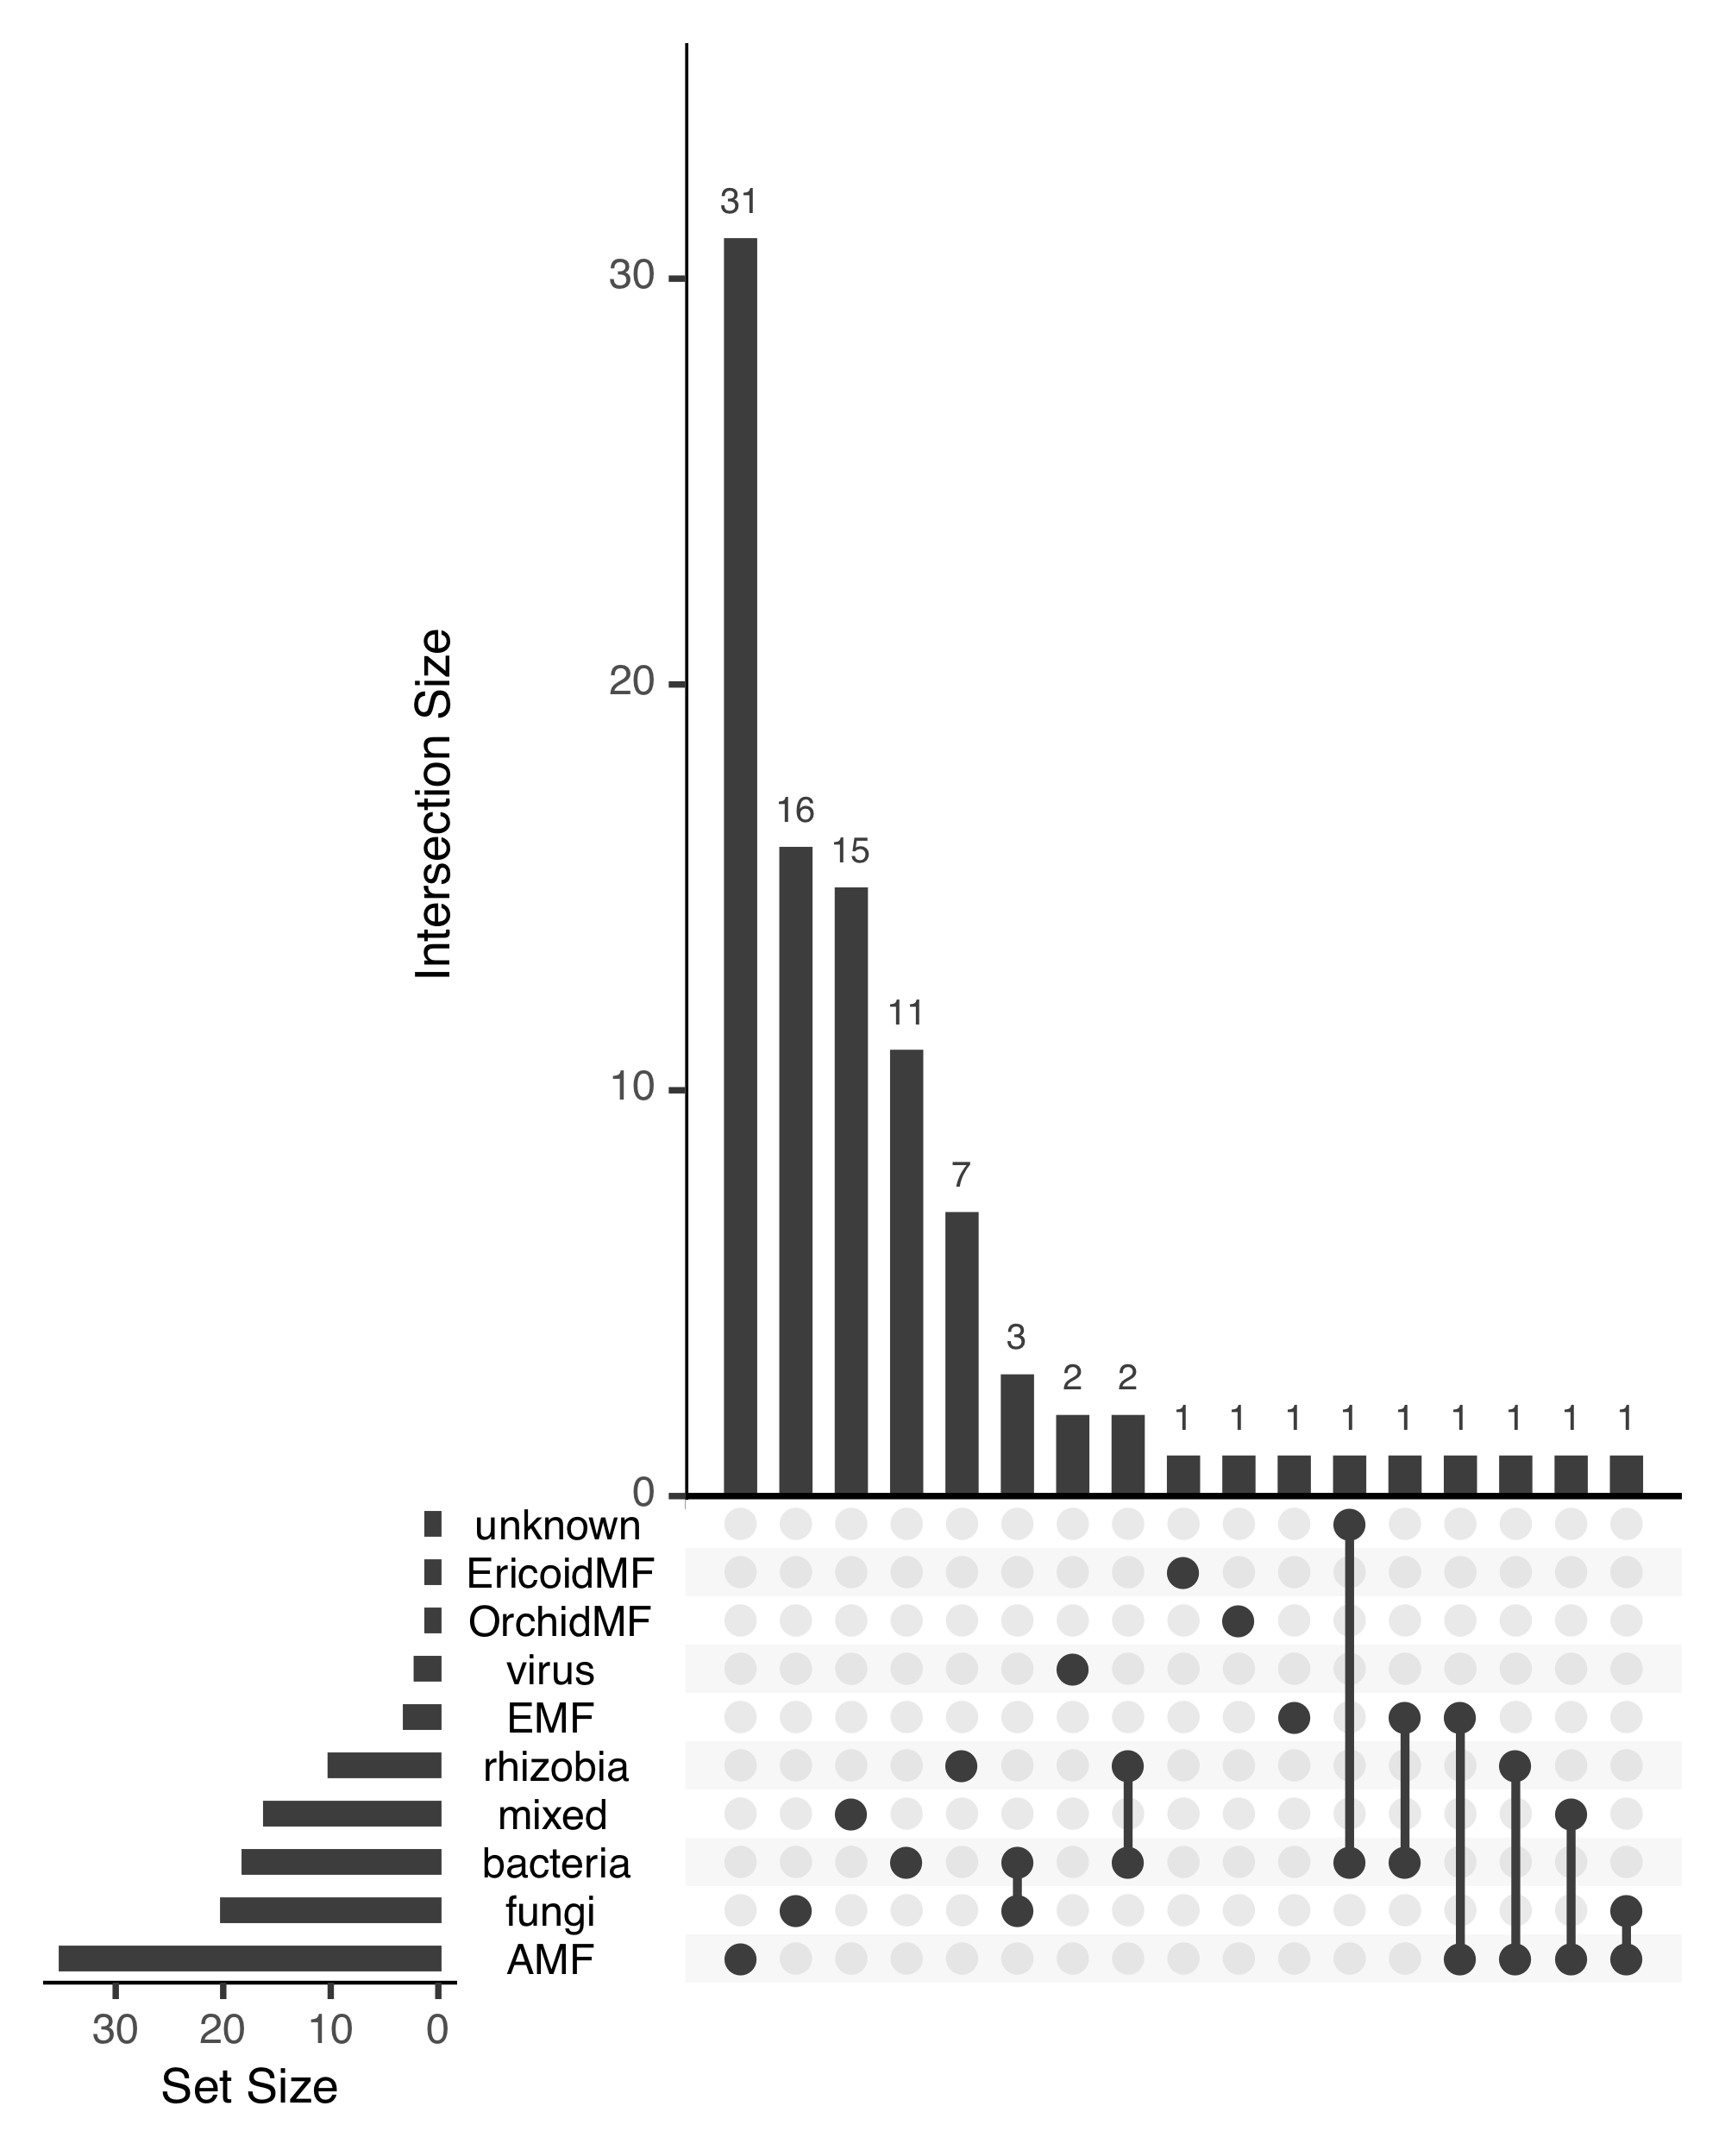 Intersection Size
30
20
10
0
31
16
15
11
7
3
2
2
1
1
1
1
1
1
1
1
1
unknown
EricoidMF
OrchidMF
virus
EMF
rhizobia
mixed
bacteria
fungi
AMF
30 20 10 0
Set Size